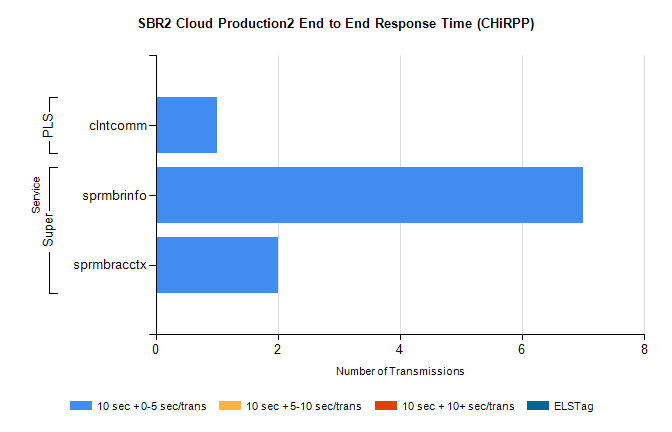 SBR2 Cloud Production2 End to End Response Time (CHiRPP)
PLS
clntcomm
Service
Super
sprmbrinfo
sprmbracctx
0 2 4 6 8
Number of Transmissions
10 sec +0-5 sec/trans 10 sec +5-10 sec/trans 10 sec + 10+ sec/trans ELSTag